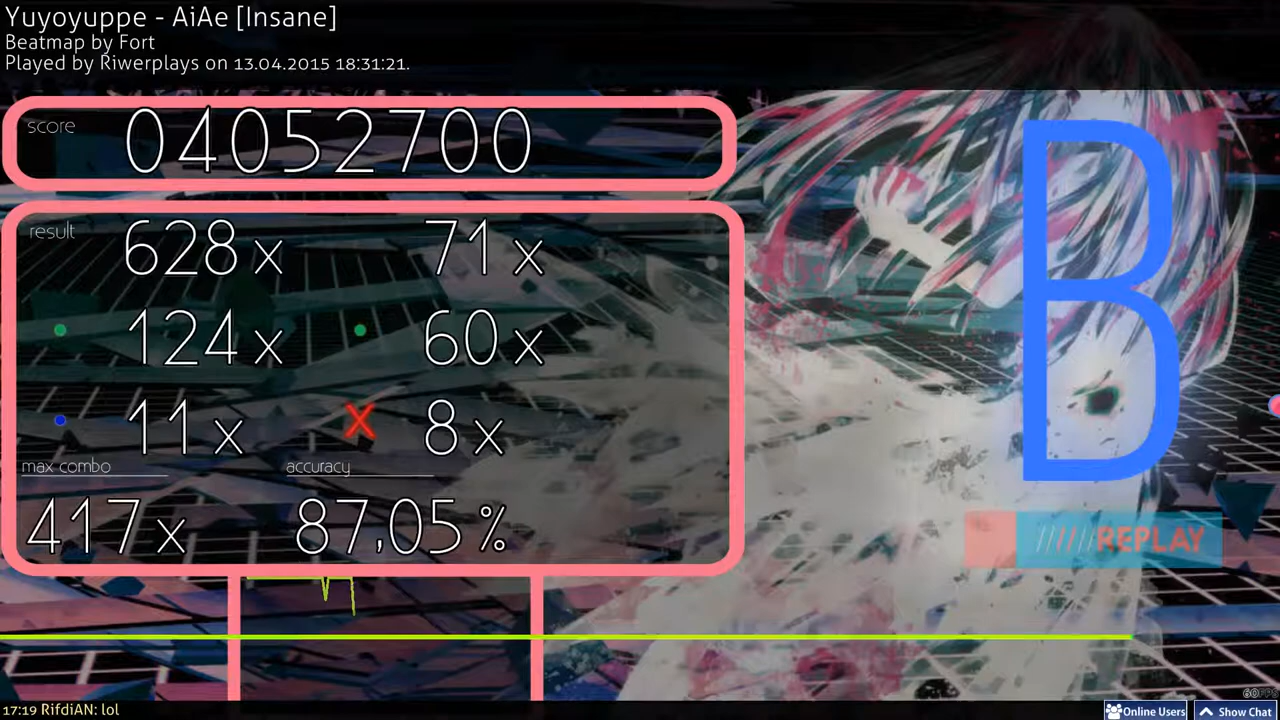 Yuyoyuppe - AiAe [Insane]
Beatmap by Fort
Played by Riwerplays on 13.04.2015 18:31:21.
score 04052700
result 628x 71x
124x 60x
11x X 8x
max combo accuracy
417x 87,05%
B
//////REPLAY
60FPS
17:19 RifdiAN: lol
Online Users Show Chat